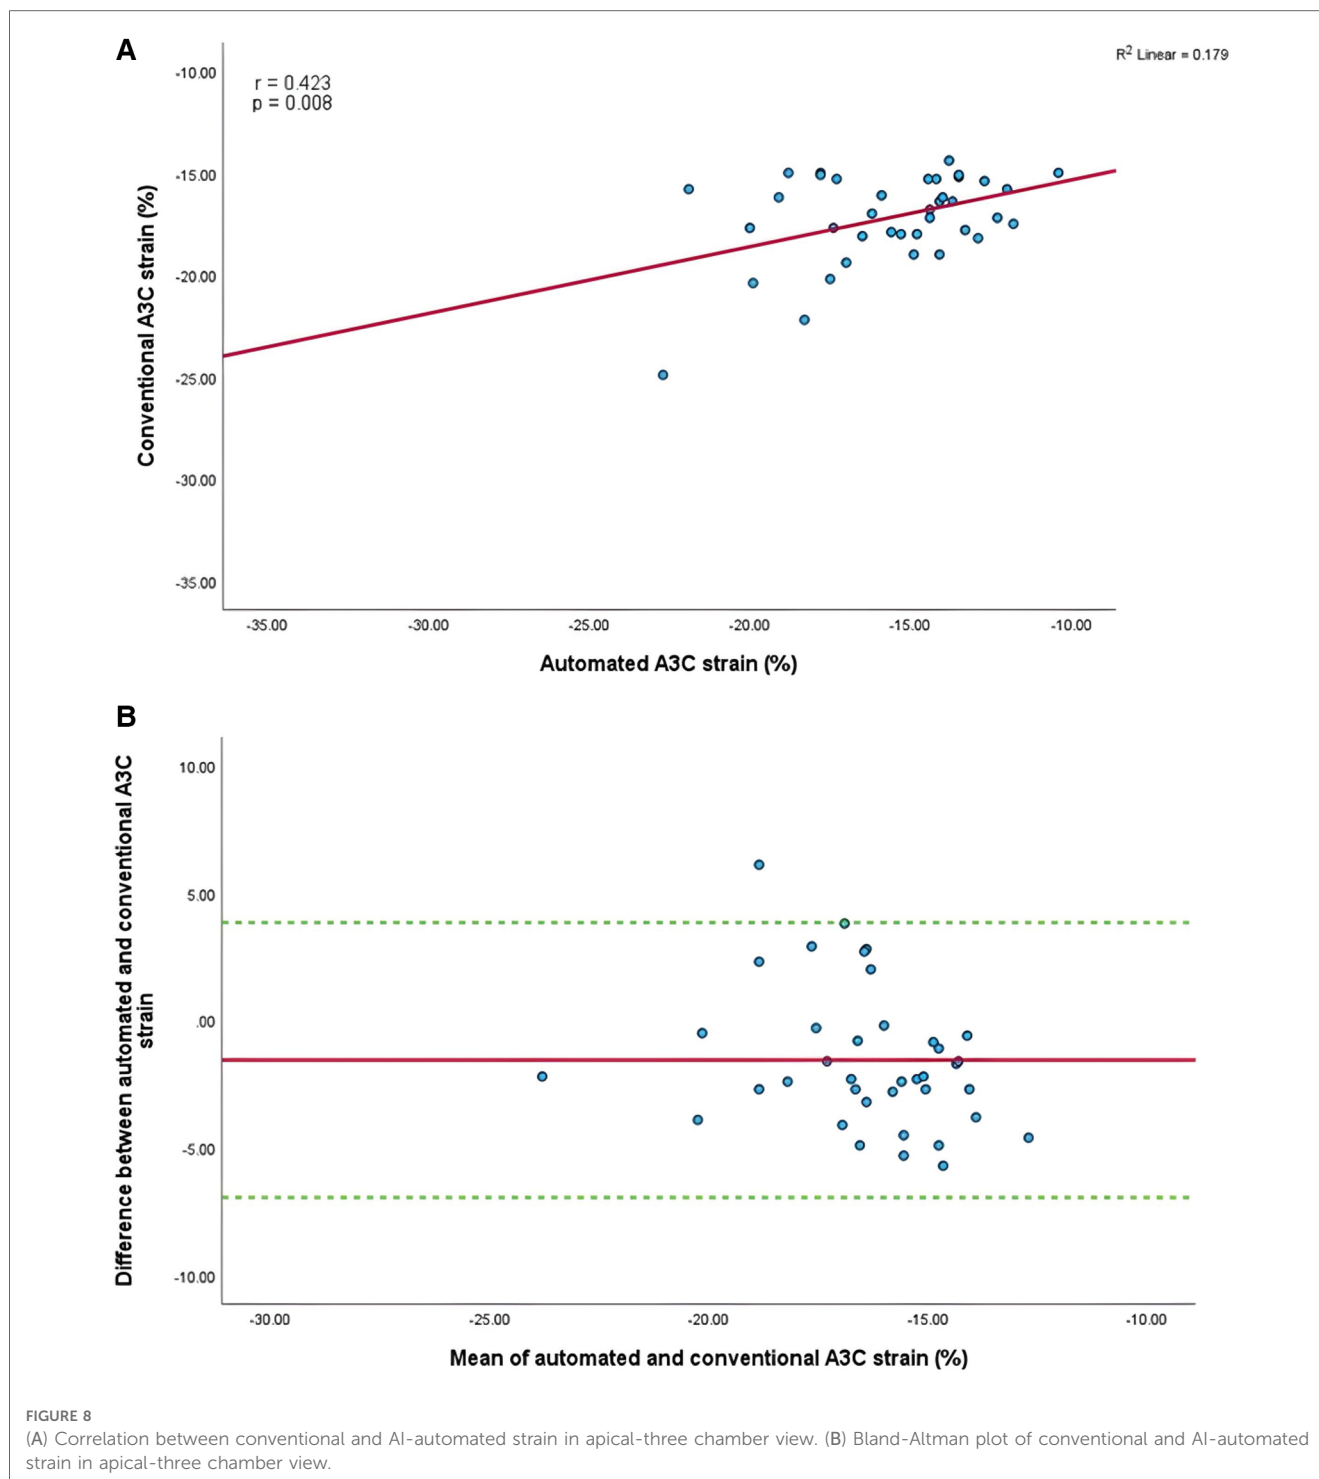 A
R2 Linear = 0.179
r = 0.423
p = 0.008
Conventional A3C strain (%)
-10.00
-15.00
-20.00
-25.00
-30.00
-35.00
-35.00 -30.00 -25.00 -20.00 -15.00 -10.00
Automated A3C strain (%)
B
Difference between automated and conventional A3C
strain
10.00
5.00
.00
-5.00
-10.00
-30.00 -25.00 -20.00 -15.00 -10.00
Mean of automated and conventional A3C strain (%)
FIGURE 8
(A) Correlation between conventional and AI-automated strain in apical-three chamber view. (B) Bland-Altman plot of conventional and AI-automated
strain in apical-three chamber view.